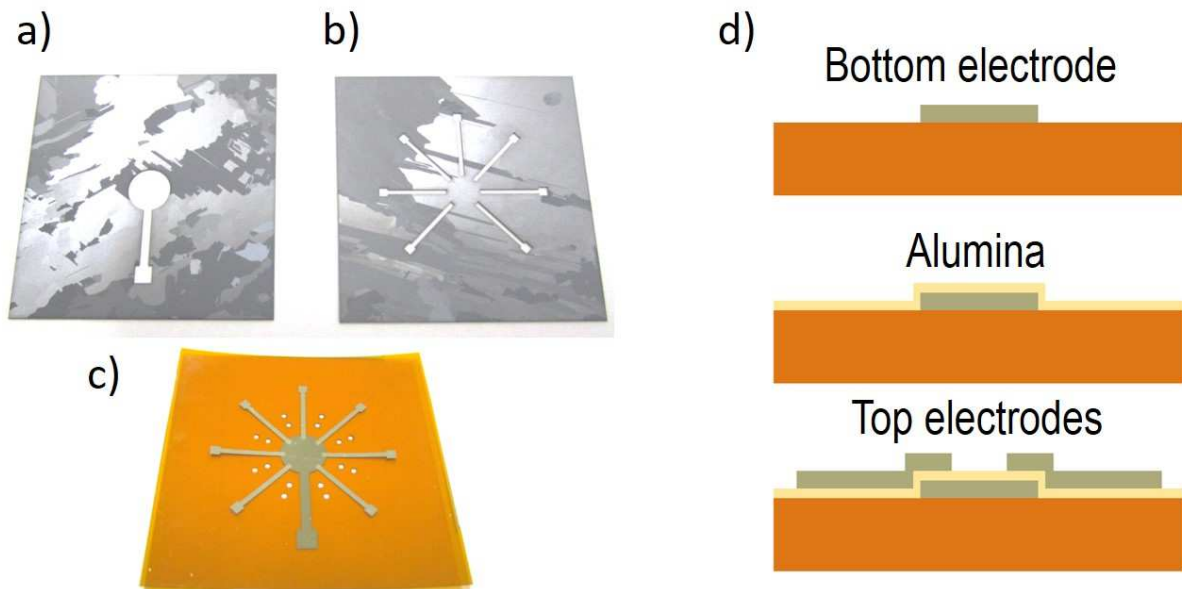 a)
b)
c)
d)
Bottom electrode
Alumina
Top electrodes